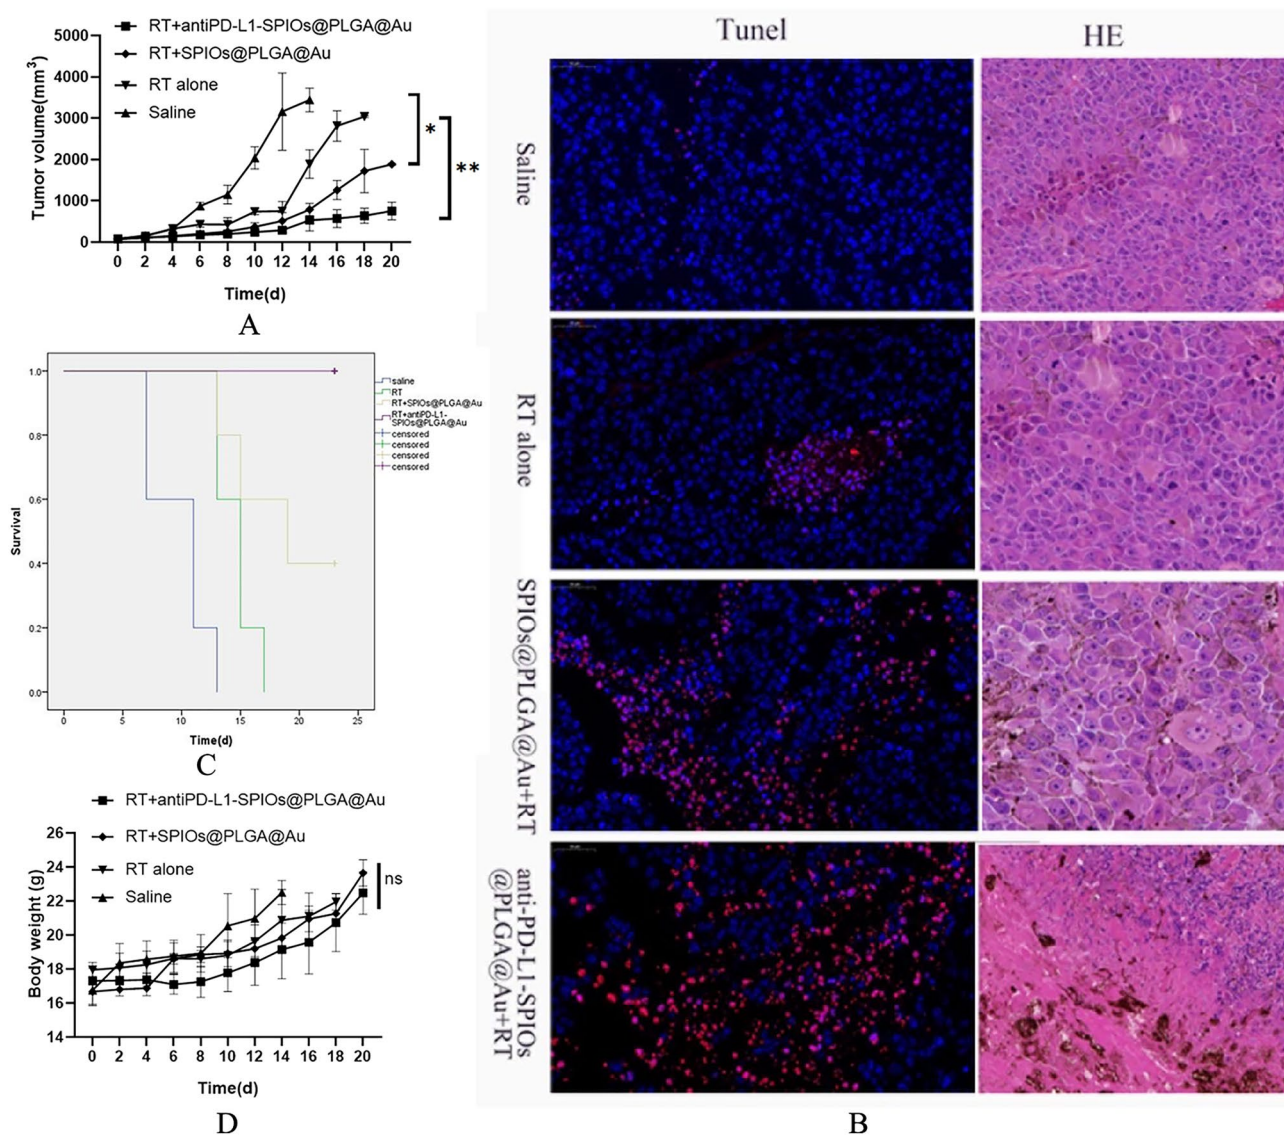 RT+antiPD-L1-SPIOs@PLGA@Au
RT+SPIOs@PLGA@Au
RT alone
Saline
5000
4000
3000
2000
1000
0
Tumor volume(mm³)
*
**
0 2 4 6 8 10 12 14 16 18 20
Time(d)
A
1.0
0.8
0.6
0.4
0.2
0.0
Survival
0 5 10 15 20 25
Time(d)
saline
RT
RT+SPIOs@PLGA@Au
RT+antiPD-L1-
SPIOs@PLGA@Au
censored
censored
censored
censored
C
RT+antiPD-L1-SPIOs@PLGA@Au
RT+SPIOs@PLGA@Au
RT alone
Saline
26
24
22
20
18
16
14
Body weight (g)
ns
0 2 4 6 8 10 12 14 16 18 20
Time(d)
D
Tunel
HE
Saline
RT alone
SPIOs@PLGA@Au+RT
anti-PD-L1-SPIOs
@PLGA@Au+RT
B